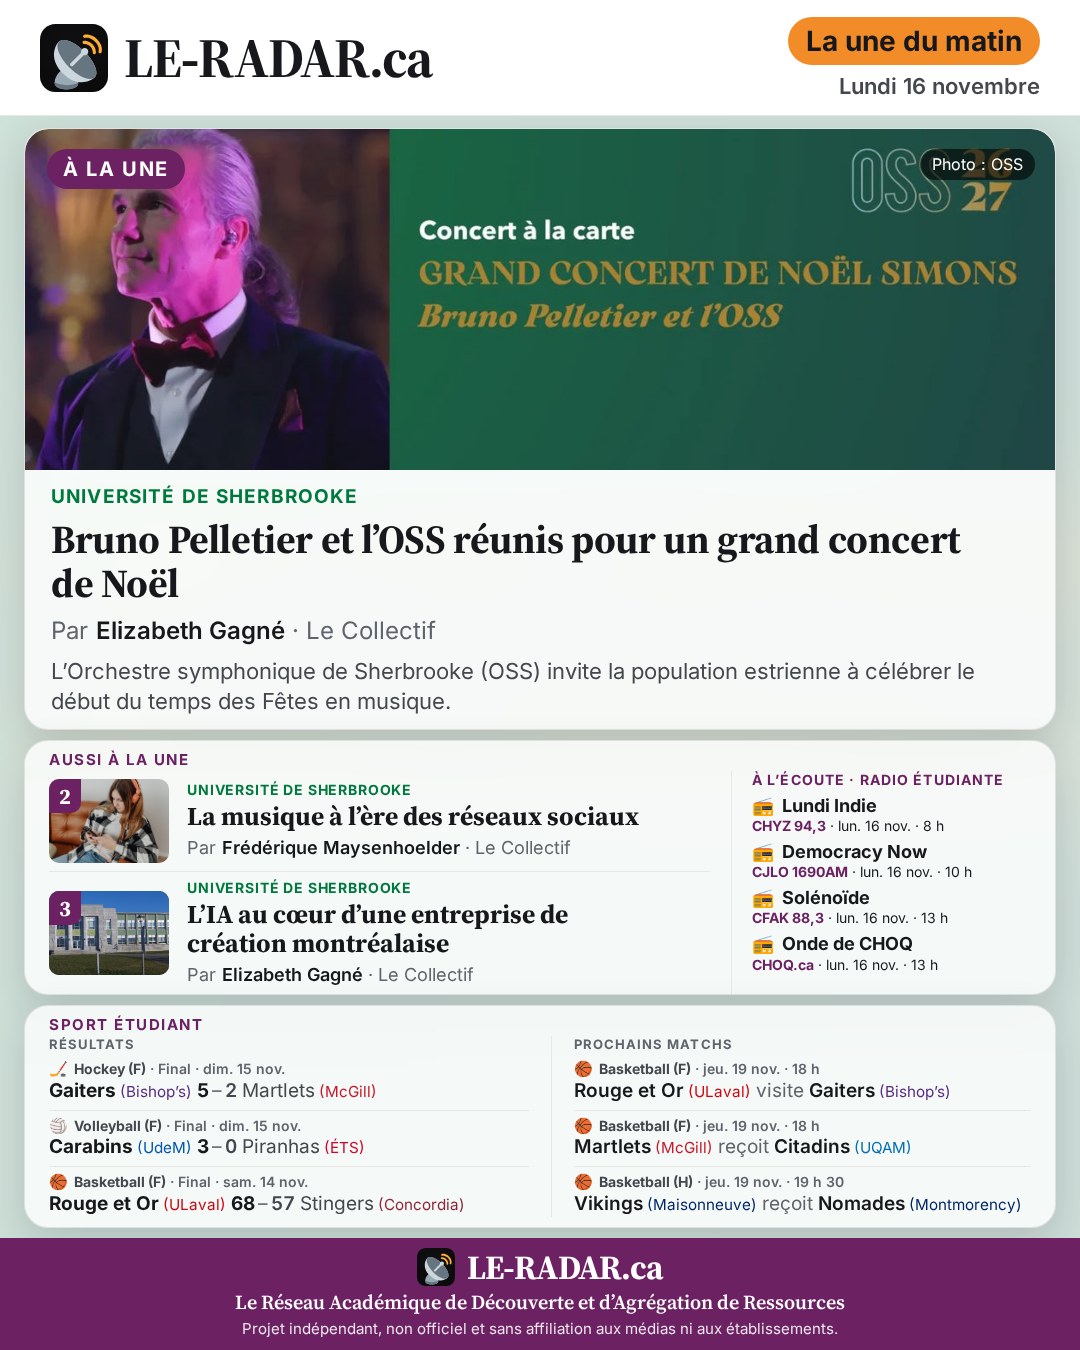 LE-RADAR.ca
La une du matin
Lundi 16 novembre
À LA UNE
Photo : OSS
OSS 26
27
Concert à la carte
GRAND CONCERT DE NOËL SIMONS
Bruno Pelletier et l'OSS
UNIVERSITÉ DE SHERBROOKE
Bruno Pelletier et l’OSS réunis pour un grand concert
de Noël
Par Elizabeth Gagné · Le Collectif
L’Orchestre symphonique de Sherbrooke (OSS) invite la population estrienne à célébrer le
début du temps des Fêtes en musique.
AUSSI À LA UNE
2
UNIVERSITÉ DE SHERBROOKE
La musique à l’ère des réseaux sociaux
Par Frédérique Maysenhoelder · Le Collectif
3
UNIVERSITÉ DE SHERBROOKE
L’IA au cœur d’une entreprise de
création montréalaise
Par Elizabeth Gagné · Le Collectif
À L’ÉCOUTE · RADIO ÉTUDIANTE
Lundi Indie
CHYZ 94,3 · lun. 16 nov. · 8 h
Democracy Now
CJLO 1690AM · lun. 16 nov. · 10 h
Solénoïde
CFAK 88,3 · lun. 16 nov. · 13 h
Onde de CHOQ
CHOQ.ca · lun. 16 nov. · 13 h
SPORT ÉTUDIANT
RÉSULTATS
Hockey (F) · Final · dim. 15 nov.
Gaiters (Bishop’s) 5 – 2 Martlets (McGill)
Volleyball (F) · Final · dim. 15 nov.
Carabins (UdeM) 3 – 0 Piranhas (ÉTS)
Basketball (F) · Final · sam. 14 nov.
Rouge et Or (ULaval) 68 – 57 Stingers (Concordia)
PROCHAINS MATCHS
Basketball (F) · jeu. 19 nov. · 18 h
Rouge et Or (ULaval) visite Gaiters (Bishop’s)
Basketball (F) · jeu. 19 nov. · 18 h
Martlets (McGill) reçoit Citadins (UQAM)
Basketball (H) · jeu. 19 nov. · 19 h 30
Vikings (Maisonneuve) reçoit Nomades (Montmorency)
LE-RADAR.ca
Le Réseau Académique de Découverte et d’Agrégation de Ressources
Projet indépendant, non officiel et sans affiliation aux médias ni aux établissements.